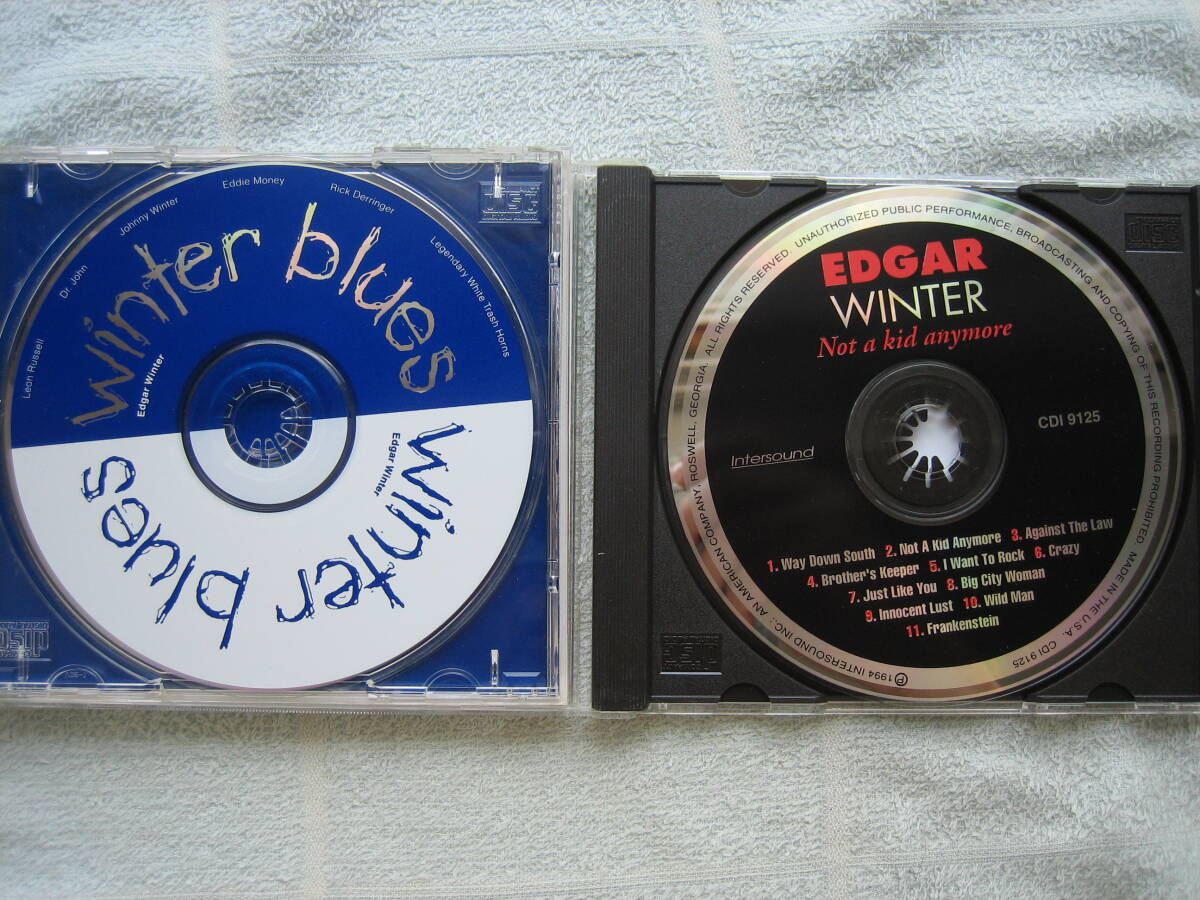 Leon Russell
Dr. John
Johnny Winter
Eddie Money
Rick Derringer
Legendary White Trash Horns
winter blues
Edgar Winter
Edgar Winter
winter blues
ALL RIGHTS RESERVED. UNAUTHORIZED PUBLIC PERFORMANCE, BROADCASTING AND COPYING OF THIS RECORDING PROHIBITED. MADE IN THE U.S.A. CDI 9125
℗ 1994 INTERSOUND INC., AN AMERICAN COMPANY, ROSWELL, GEORGIA.
EDGAR
WINTER
Not a kid anymore
CDI 9125
Intersound
1. Way Down South 2. Not A Kid Anymore 3. Against The Law
4. Brother's Keeper 5. I Want To Rock 6. Crazy
7. Just Like You 8. Big City Woman
9. Innocent Lust 10. Wild Man
11. Frankenstein